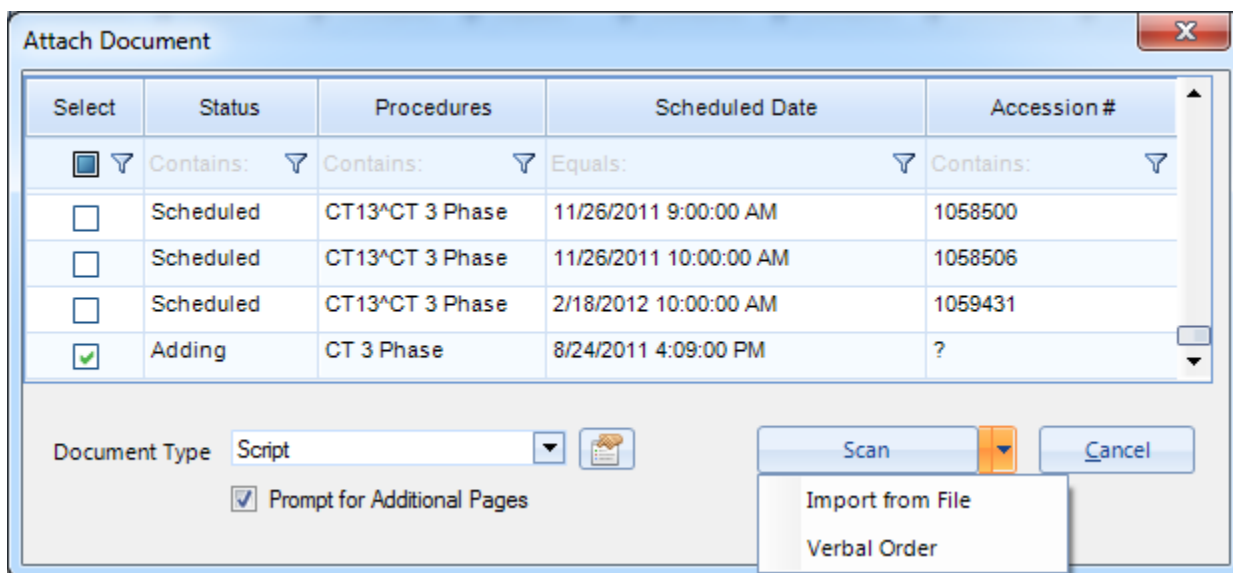 Attach Document
Select Status Procedures Scheduled Date Accession #
Contains: Contains: Equals: Contains:
Scheduled CT13^CT 3 Phase 11/26/2011 9:00:00 AM 1058500
Scheduled CT13^CT 3 Phase 11/26/2011 10:00:00 AM 1058506
Scheduled CT13^CT 3 Phase 2/18/2012 10:00:00 AM 1059431
Adding CT 3 Phase 8/24/2011 4:09:00 PM ?
Document Type Script Scan Cancel
Prompt for Additional Pages Import from File
Verbal Order